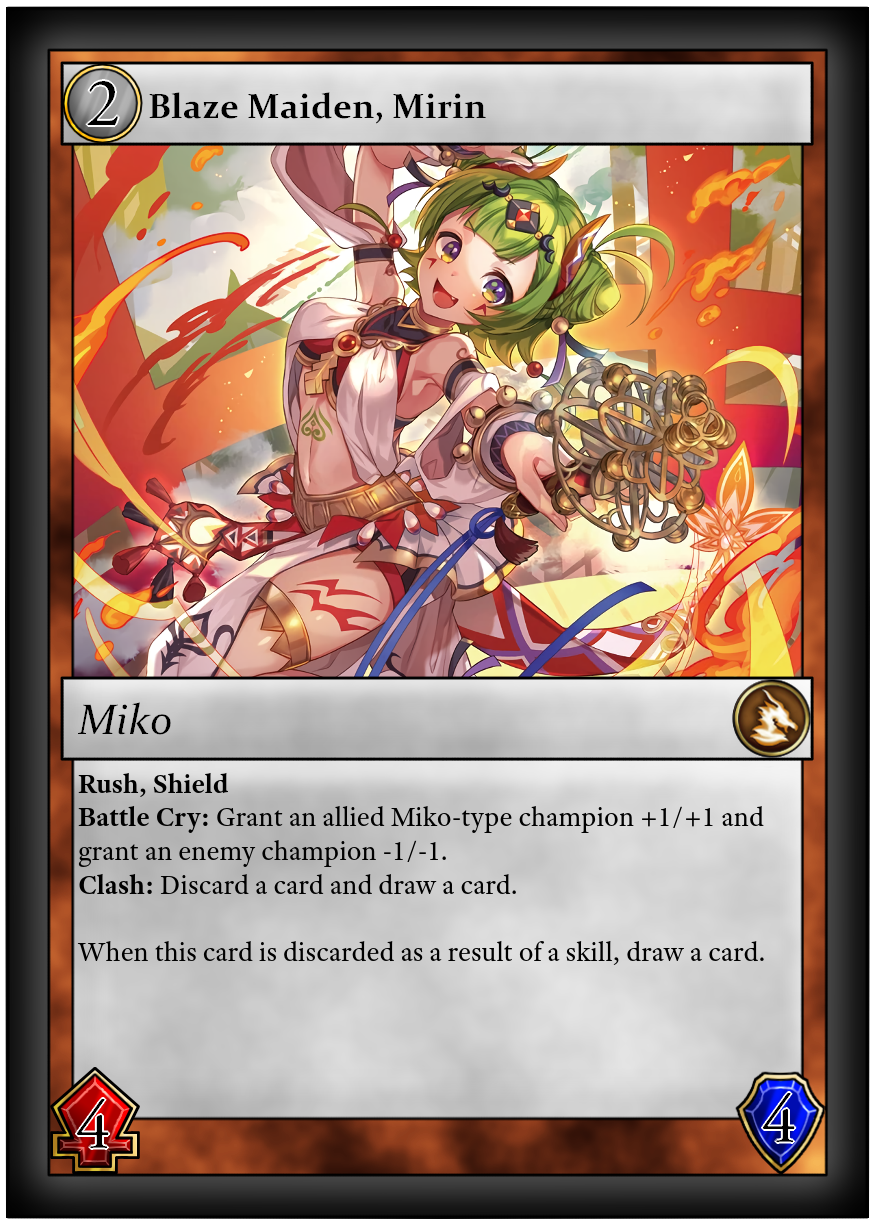 2
Blaze Maiden, Mirin
Miko
Rush, Shield
Battle Cry: Grant an allied Miko-type champion +1/+1 and
grant an enemy champion -1/-1.
Clash: Discard a card and draw a card.
When this card is discarded as a result of a skill, draw a card.
4
4